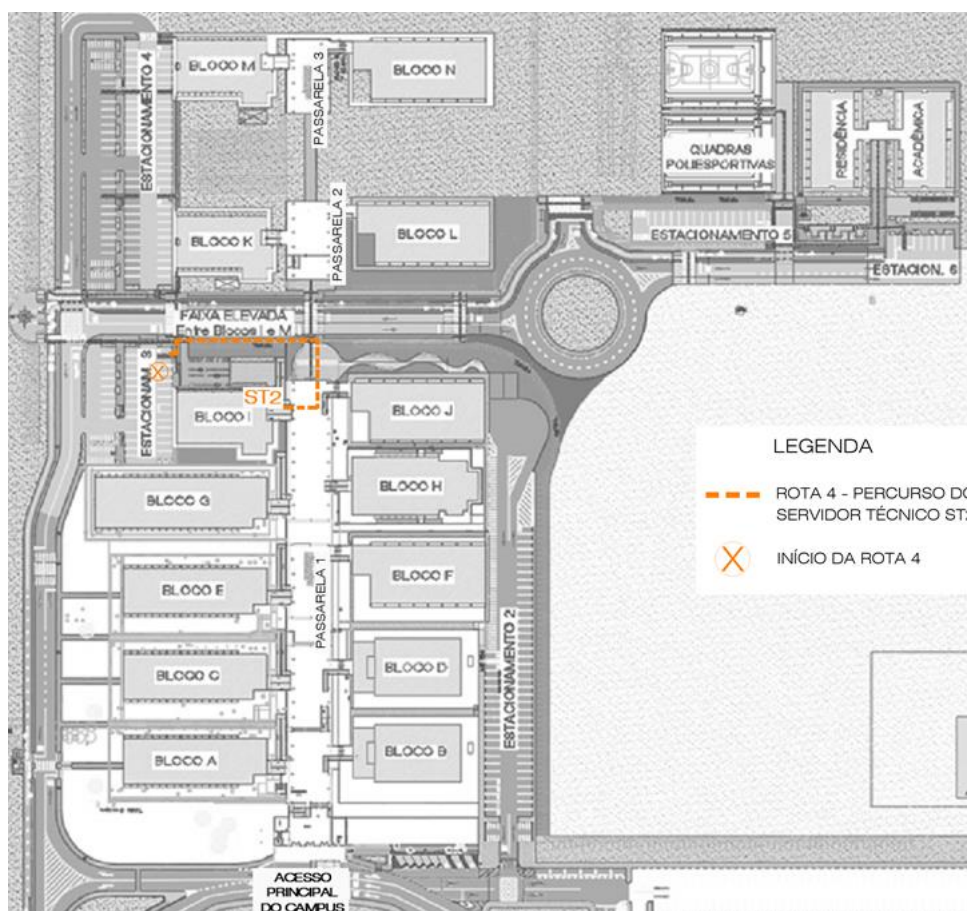 BLOCO M
PASSARELA 3
BLOCO N
ESTACIONAMENTO 4
QUADRAS
POLIESPORTIVAS
RESIDÊNCIA
ACADÊMICA
BLOCO K
PASSARELA 2
BLOCO L
ESTACIONAMENTO 5
ESTACION. 6
FAIXA ELEVADA
Entre Blocos I e M
ESTACIONAM. 3
ST2
BLOCO I
BLOCO J
LEGENDA
BLOCO G
BLOCO H
ROTA 4 - PERCURSO DO
SERVIDOR TÉCNICO ST
INÍCIO DA ROTA 4
BLOCO E
PASSARELA 1
BLOCO F
BLOCO C
BLOCO D
ESTACIONAMENTO 2
BLOCO A
BLOCO B
ACESSO
PRINCIPAL
DO CAMPUS